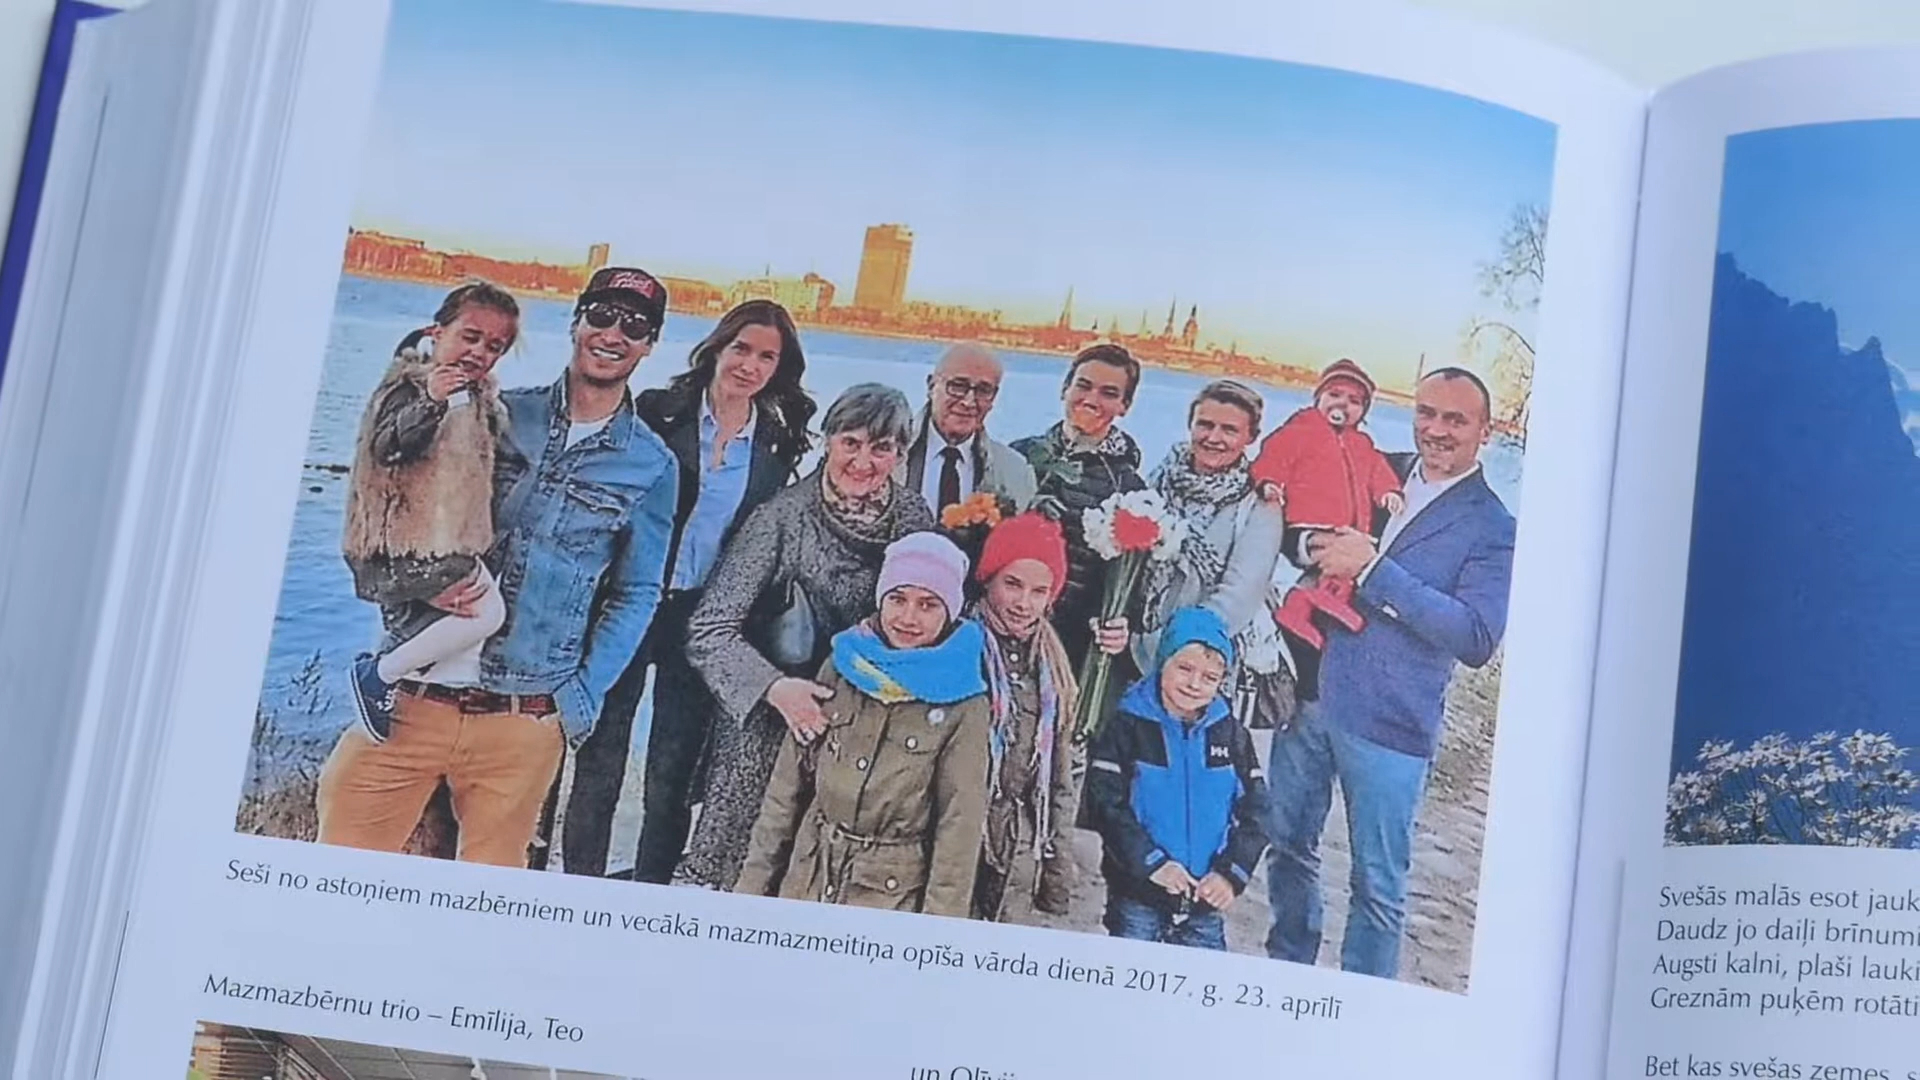 Seši no astoņiem mazbērniem un vecākā mazmazmeitiņa opīša vārda dienā 2017. g. 23. aprīlī
Mazmazbērnu trio – Emīlija, Teo
un
Svešās malās esot jauk
Daudz jo daiļi brīnumi
Augsti kalni, plaši lauki
Greznām puķēm rotāti
Bet kas svešas zemes,